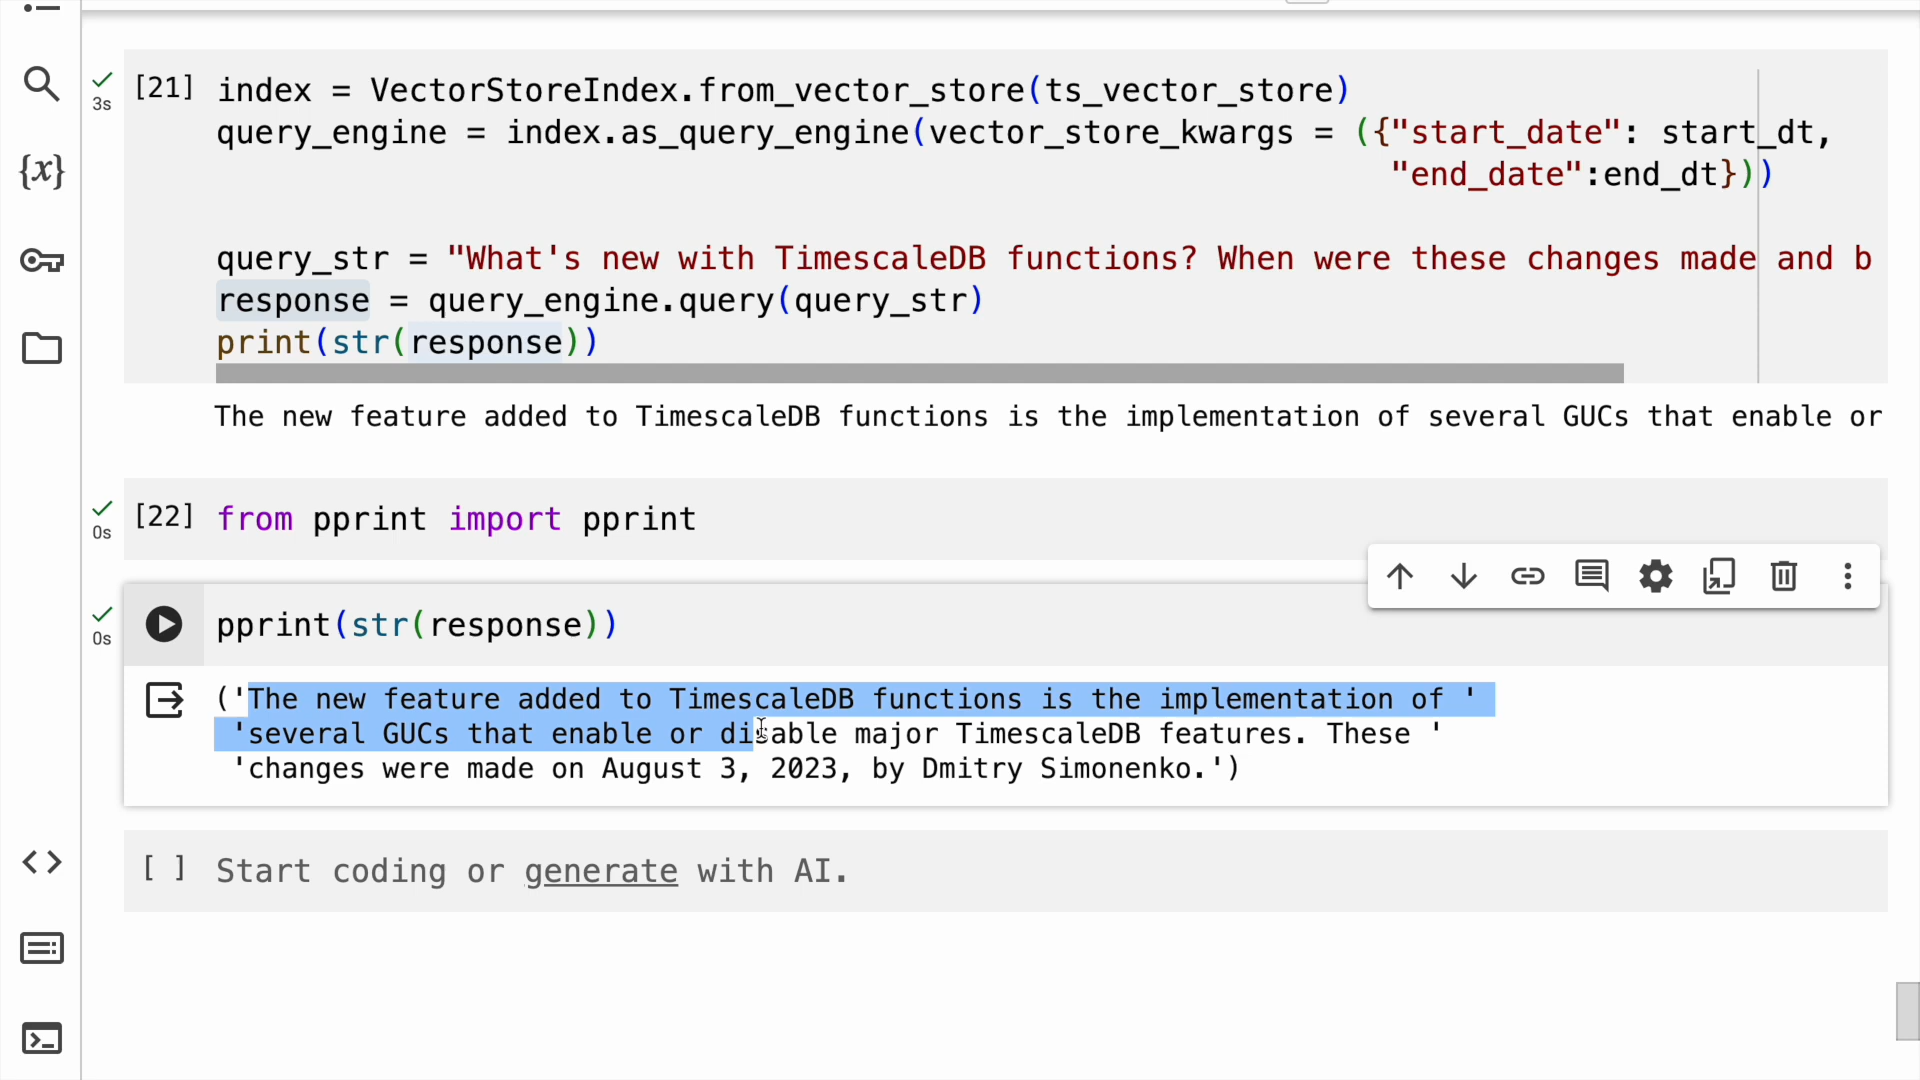 [21] index = VectorStoreIndex.from_vector_store(ts_vector_store)
3s
query_engine = index.as_query_engine(vector_store_kwargs = ({"start_date": start_dt,
"end_date":end_dt}))
query_str = "What's new with TimescaleDB functions? When were these changes made and b
response = query_engine.query(query_str)
print(str(response))
The new feature added to TimescaleDB functions is the implementation of several GUCs that enable or
[22] from pprint import pprint
0s
pprint(str(response))
0s
('The new feature added to TimescaleDB functions is the implementation of '
'several GUCs that enable or disable major TimescaleDB features. These '
'changes were made on August 3, 2023, by Dmitry Simonenko.')
[ ] Start coding or generate with AI.
{x}